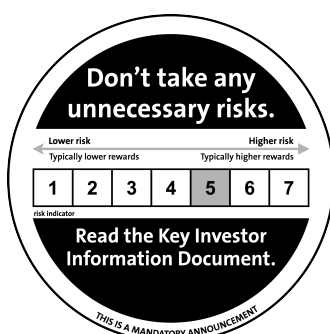 Don't take any
unnecessary risks.
Lower risk Higher risk
Typically lower rewards Typically higher rewards
1 2 3 4 5 6 7
risk indicator
Read the Key Investor
Information Document.
THIS IS A MANDATORY ANNOUNCEMENT